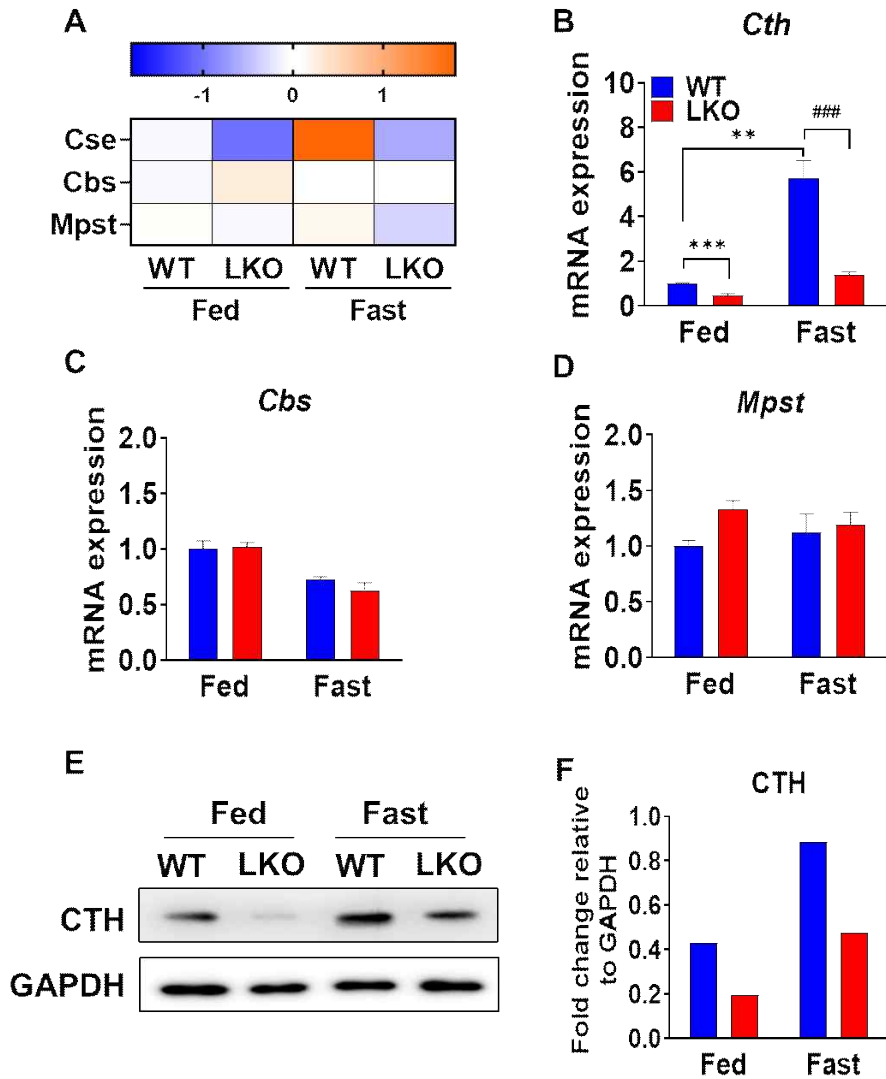 A
-1 0 1
Cse
Cbs
Mpst
WT LKO WT LKO
Fed Fast
B
Cth
WT
LKO
mRNA expression
10
8
6
4
2
0
**
***
###
Fed Fast
C
Cbs
mRNA expression
2.0
1.5
1.0
0.5
0.0
Fed Fast
D
Mpst
mRNA expression
2.0
1.5
1.0
0.5
0.0
Fed Fast
E
Fed Fast
WT LKO WT LKO
CTH
GAPDH
F
CTH
Fold change relative
to GAPDH
1.0
0.8
0.6
0.4
0.2
0.0
Fed Fast